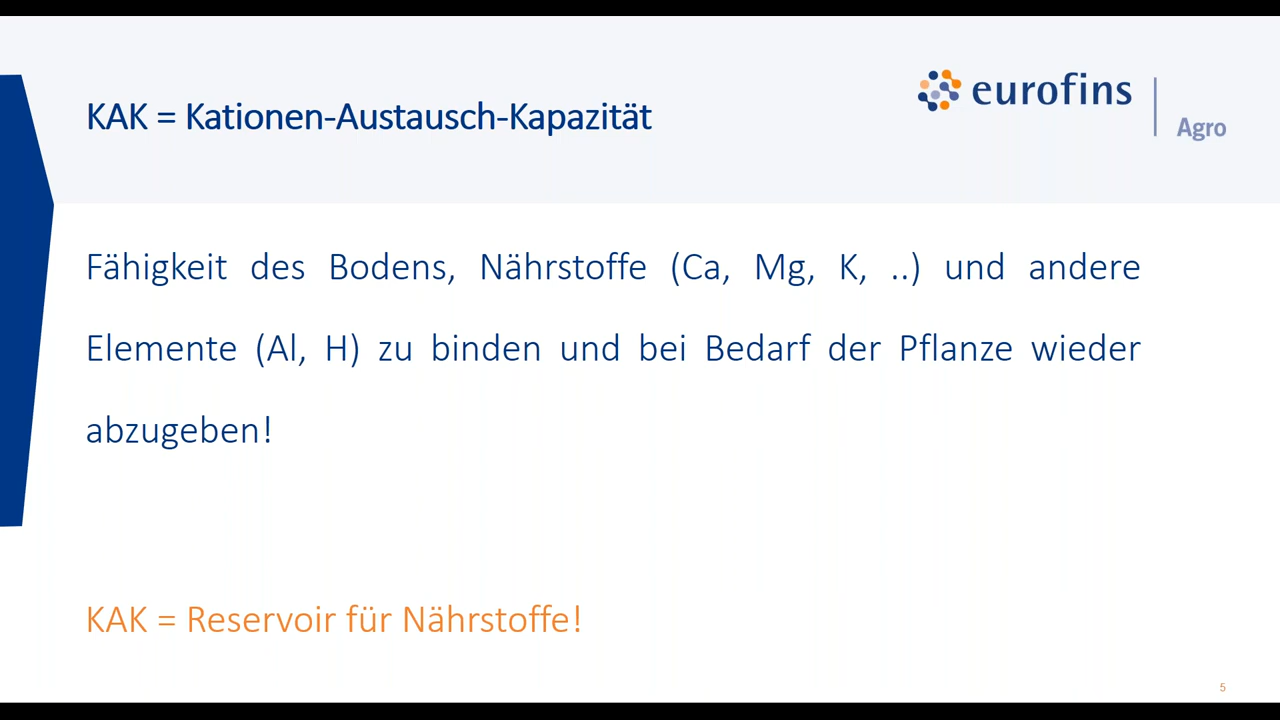 KAK = Kationen-Austausch-Kapazität
eurofins
Agro
Fähigkeit des Bodens, Nährstoffe (Ca, Mg, K, ..) und andere
Elemente (Al, H) zu binden und bei Bedarf der Pflanze wieder
abzugeben!
KAK = Reservoir für Nährstoffe!
5